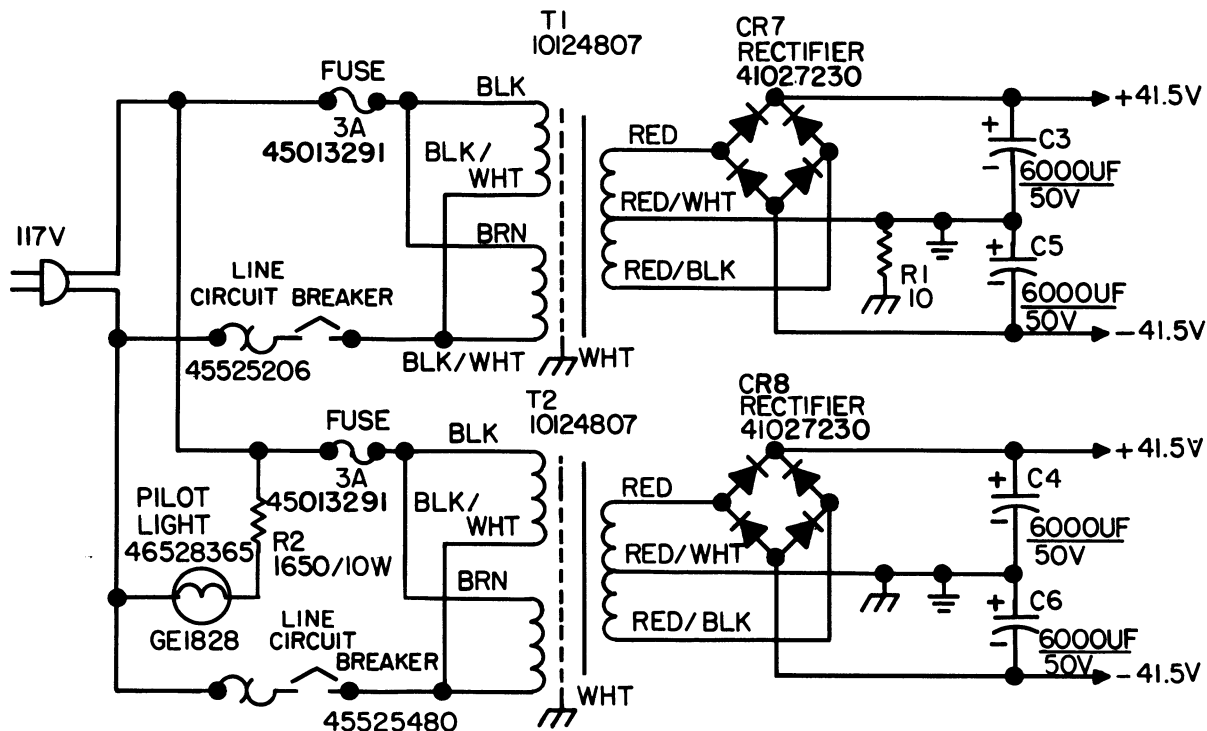 T1
10124807
CR7
RECTIFIER
41027230
FUSE
3A
45013291
BLK
BLK/
WHT
BRN
RED
RED/WHT
RED/BLK
+
C3
-
6000UF
50V
+41.5V
117V
LINE
CIRCUIT BREAKER
45525206
BLK/WHT
WHT
R1
10
+
C5
-
6000UF
50V
-41.5V
T2
10124807
CR8
RECTIFIER
41027230
FUSE
3A
45013291
BLK
BLK/
WHT
BRN
RED
RED/WHT
RED/BLK
+
C4
-
6000UF
50V
+41.5V
PILOT
LIGHT
46528365
R2
1650/10W
GE1828
LINE
CIRCUIT
BREAKER
45525480
WHT
+
C6
-
6000UF
50V
-41.5V